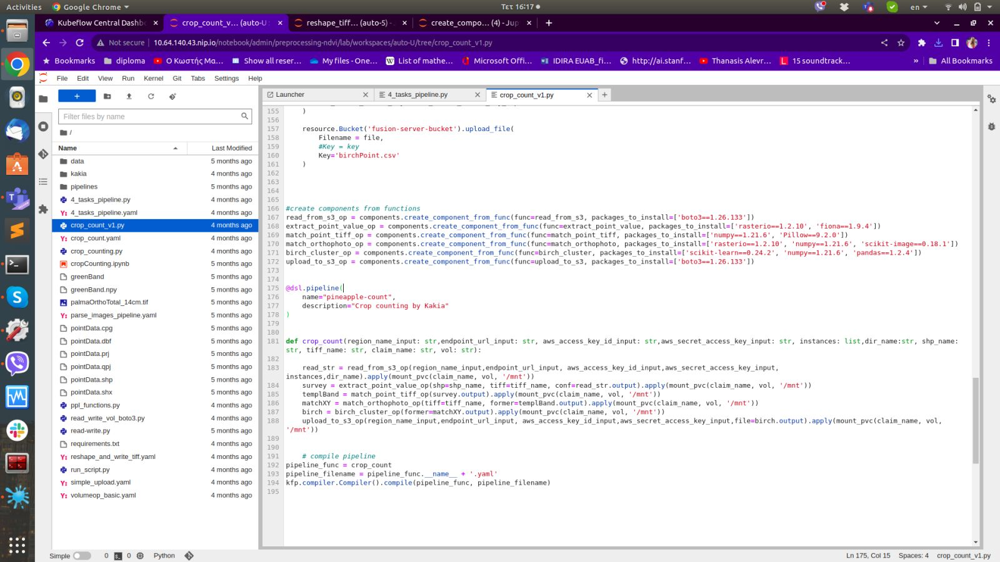 Activities
Google Chrome
Τετ 16:17
en
Kubeflow Central Dashbo
crop_count_v... (auto-U
reshape_tiff... (auto-5) -
create_compo... (4) - Jup
Not secure
10.64.140.43.nip.io/notebook/admin/preprocessing-ndvi/lab/workspaces/auto-U/tree/crop_count_v1.py
Bookmarks
diploma
Ο Κωστής Μα...
Show all reser...
My files - One...
List of mathe...
Microsoft Offi...
IDIRA EUAB_fi...
http://ai.stanf...
Thanasis Alevr...
15 soundtrack...
»
All Bookmarks
File Edit View Run Kernel Git Tabs Settings Help
Launcher
4_tasks_pipeline.py
crop_count_v1.py
Filter files by name
/
Name Last Modified
data 5 months ago
kakia 4 months ago
pipelines 5 months ago
4_tasks_pipeline.py 4 months ago
4_tasks_pipeline.yaml 4 months ago
crop_count_v1.py 4 months ago
crop_count.yaml 4 months ago
crop_counting.py 4 months ago
cropCounting.ipynb 5 months ago
greenBand 5 months ago
greenBand.npy 5 months ago
palmaOrthoTotal_14cm.tif 5 months ago
parse_images_pipeline.yaml 5 months ago
pointData.cpg 5 months ago
pointData.dbf 5 months ago
pointData.prj 5 months ago
pointData.qpj 5 months ago
pointData.shp 5 months ago
pointData.shx 5 months ago
ppl_functions.py 4 months ago
read_write_vol_boto3.py 4 months ago
read-write.py 5 months ago
requirements.txt 4 months ago
reshape_and_write_tiff.yaml 4 months ago
run_script.py 4 months ago
simple_upload.yaml 4 months ago
volumeop_basic.yaml 4 months ago
155 )
156
157 resource.Bucket('fusion-server-bucket').upload_file(
158 Filename = file,
159 #Key = key
160 Key='birchPoint.csv'
161 )
162
163
164
165
166 #create components from functions
167 read_from_s3_op = components.create_component_from_func(func=read_from_s3, packages_to_install=['boto3==1.26.133'])
168 extract_point_value_op = components.create_component_from_func(func=extract_point_value, packages_to_install=['rasterio==1.2.10', 'fiona==1.9.4'])
169 match_point_tiff_op = components.create_component_from_func(func=match_point_tiff, packages_to_install=['numpy==1.21.6', 'Pillow==9.2.0'])
170 match_orthophoto_op = components.create_component_from_func(func=match_orthophoto, packages_to_install=['rasterio==1.2.10', 'numpy==1.21.6', 'scikit-image==0.18.1'])
171 birch_cluster_op = components.create_component_from_func(func=birch_cluster, packages_to_install=['scikit-learn==0.24.2', 'numpy==1.21.6', 'pandas==1.2.4'])
172 upload_to_s3_op = components.create_component_from_func(func=upload_to_s3, packages_to_install=['boto3==1.26.133'])
173
174
175 @dsl.pipeline(
176 name="pineapple-count",
177 description="Crop counting by Kakia"
178 )
179
180
181 def crop_count(region_name_input: str,endpoint_url_input: str, aws_access_key_id_input: str,aws_secret_access_key_input: str, instances: list,dir_name:str, shp_name:
str, tiff_name: str, claim_name: str, vol: str):
182
183 read_str = read_from_s3_op(region_name_input,endpoint_url_input, aws_access_key_id_input,aws_secret_access_key_input,
instances,dir_name).apply(mount_pvc(claim_name, vol, '/mnt'))
184 survey = extract_point_value_op(shp=shp_name, tiff=tiff_name, conf=read_str.output).apply(mount_pvc(claim_name, vol, '/mnt'))
185 templBand = match_point_tiff_op(survey.output).apply(mount_pvc(claim_name, vol, '/mnt'))
186 matchXY = match_orthophoto_op(tiff=tiff_name, former=templBand.output).apply(mount_pvc(claim_name, vol, '/mnt'))
187 birch = birch_cluster_op(former=matchXY.output).apply(mount_pvc(claim_name, vol, '/mnt'))
188 upload_to_s3_op(region_name_input,endpoint_url_input, aws_access_key_id_input,aws_secret_access_key_input,file=birch.output).apply(mount_pvc(claim_name, vol,
'/mnt'))
189
190
191 # compile pipeline
192 pipeline_func = crop_count
193 pipeline_filename = pipeline_func.__name__ + '.yaml'
194 kfp.compiler.Compiler().compile(pipeline_func, pipeline_filename)
195
Simple 0 0 Python
Ln 175, Col 15 Spaces: 4 crop_count_v1.py